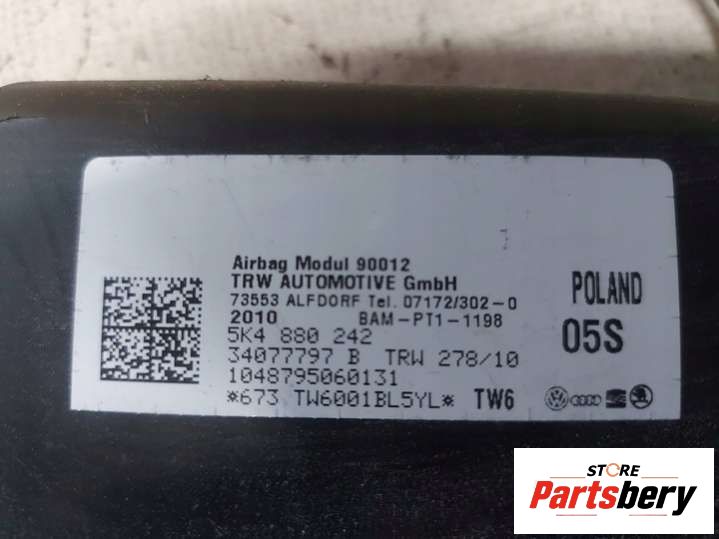 Airbag Modul 90012
TRW AUTOMOTIVE GmbH
73553 ALFDORF Tel. 07172/302-0
2010 BAM-PT1-1198
5K4 880 242
34077797 B TRW 278/10
1048795060131
*673 TW6001BL5YL* TW6
POLAND
05S
STORE
Partsbery